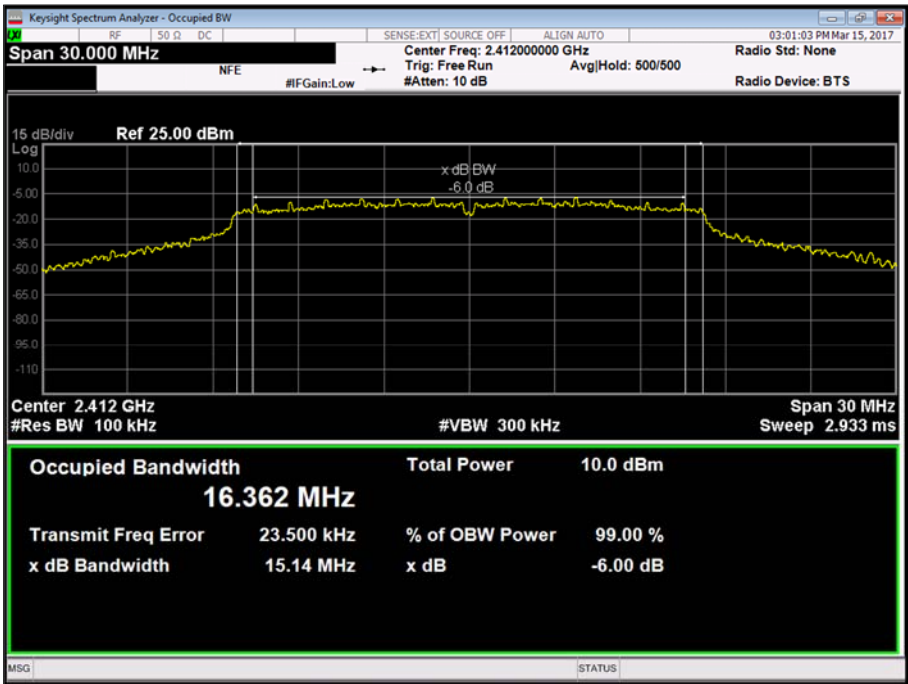 Keysight Spectrum Analyzer - Occupied BW
LXI RF 50 Ω DC SENSE:EXT SOURCE OFF ALIGN AUTO 03:01:03 PM Mar 15, 2017
Span 30.000 MHz Center Freq: 2.412000000 GHz Radio Std: None
NFE Trig: Free Run Avg|Hold: 500/500
#IFGain:Low #Atten: 10 dB Radio Device: BTS
15 dB/div Ref 25.00 dBm
Log
10.0
x dB BW
-6.0 dB
-5.00
-20.0
-35.0
-50.0
-65.0
-80.0
-95.0
-110
Center 2.412 GHz Span 30 MHz
#Res BW 100 kHz #VBW 300 kHz Sweep 2.933 ms
Occupied Bandwidth Total Power 10.0 dBm
16.362 MHz
Transmit Freq Error 23.500 kHz % of OBW Power 99.00 %
x dB Bandwidth 15.14 MHz x dB -6.00 dB
MSG STATUS